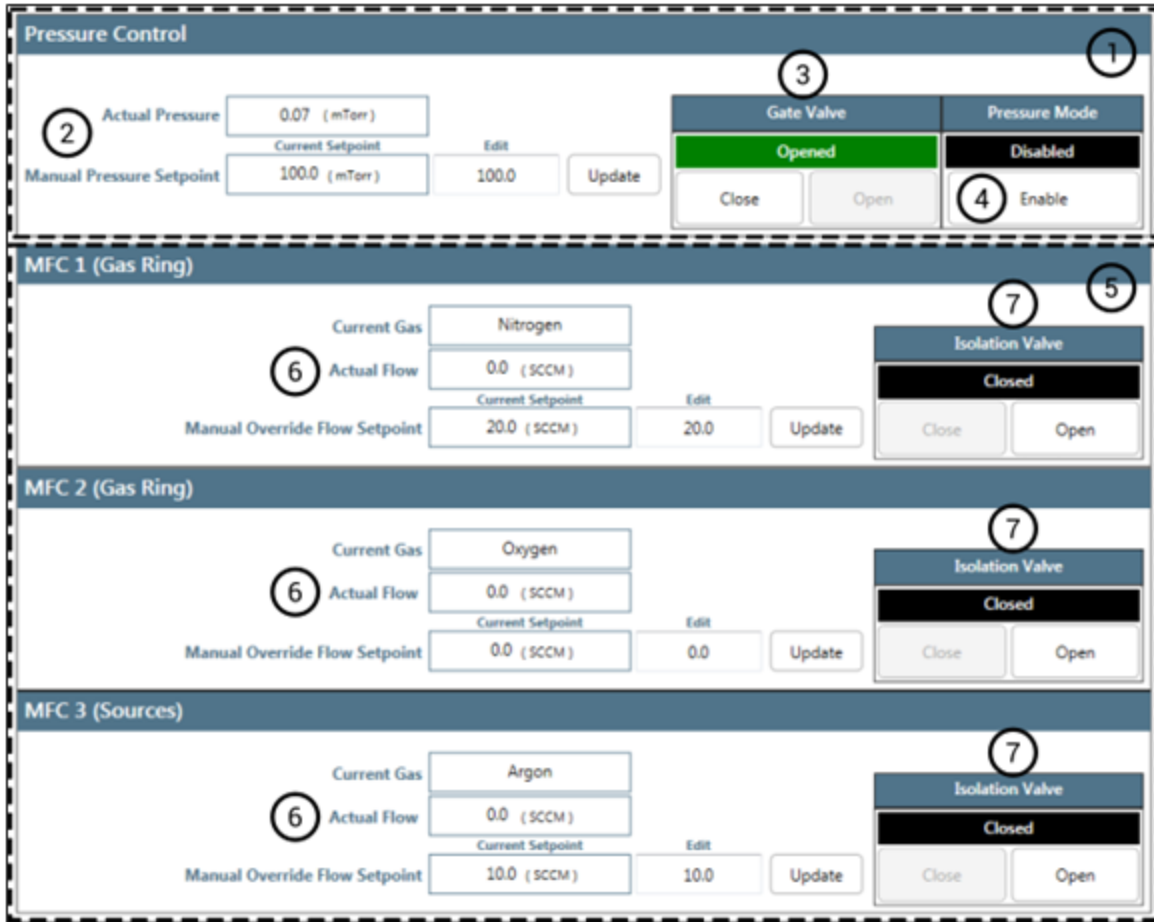 Pressure Control
1
3
Gate Valve Pressure Mode
Actual Pressure 0.07 (mTorr)
2
Current Setpoint Edit
Opened Disabled
Manual Pressure Setpoint 100.0 (mTorr) 100.0 Update
Close Open 4 Enable
MFC 1 (Gas Ring)
5
7
Current Gas Nitrogen
Isolation Valve
6 Actual Flow 0.0 (SCCM)
Closed
Current Setpoint Edit
Manual Override Flow Setpoint 20.0 (SCCM) 20.0 Update
Close Open
MFC 2 (Gas Ring)
7
Current Gas Oxygen
Isolation Valve
6 Actual Flow 0.0 (SCCM)
Closed
Current Setpoint Edit
Manual Override Flow Setpoint 0.0 (SCCM) 0.0 Update
Close Open
MFC 3 (Sources)
7
Current Gas Argon
Isolation Valve
6 Actual Flow 0.0 (SCCM)
Closed
Current Setpoint Edit
Manual Override Flow Setpoint 10.0 (SCCM) 10.0 Update
Close Open